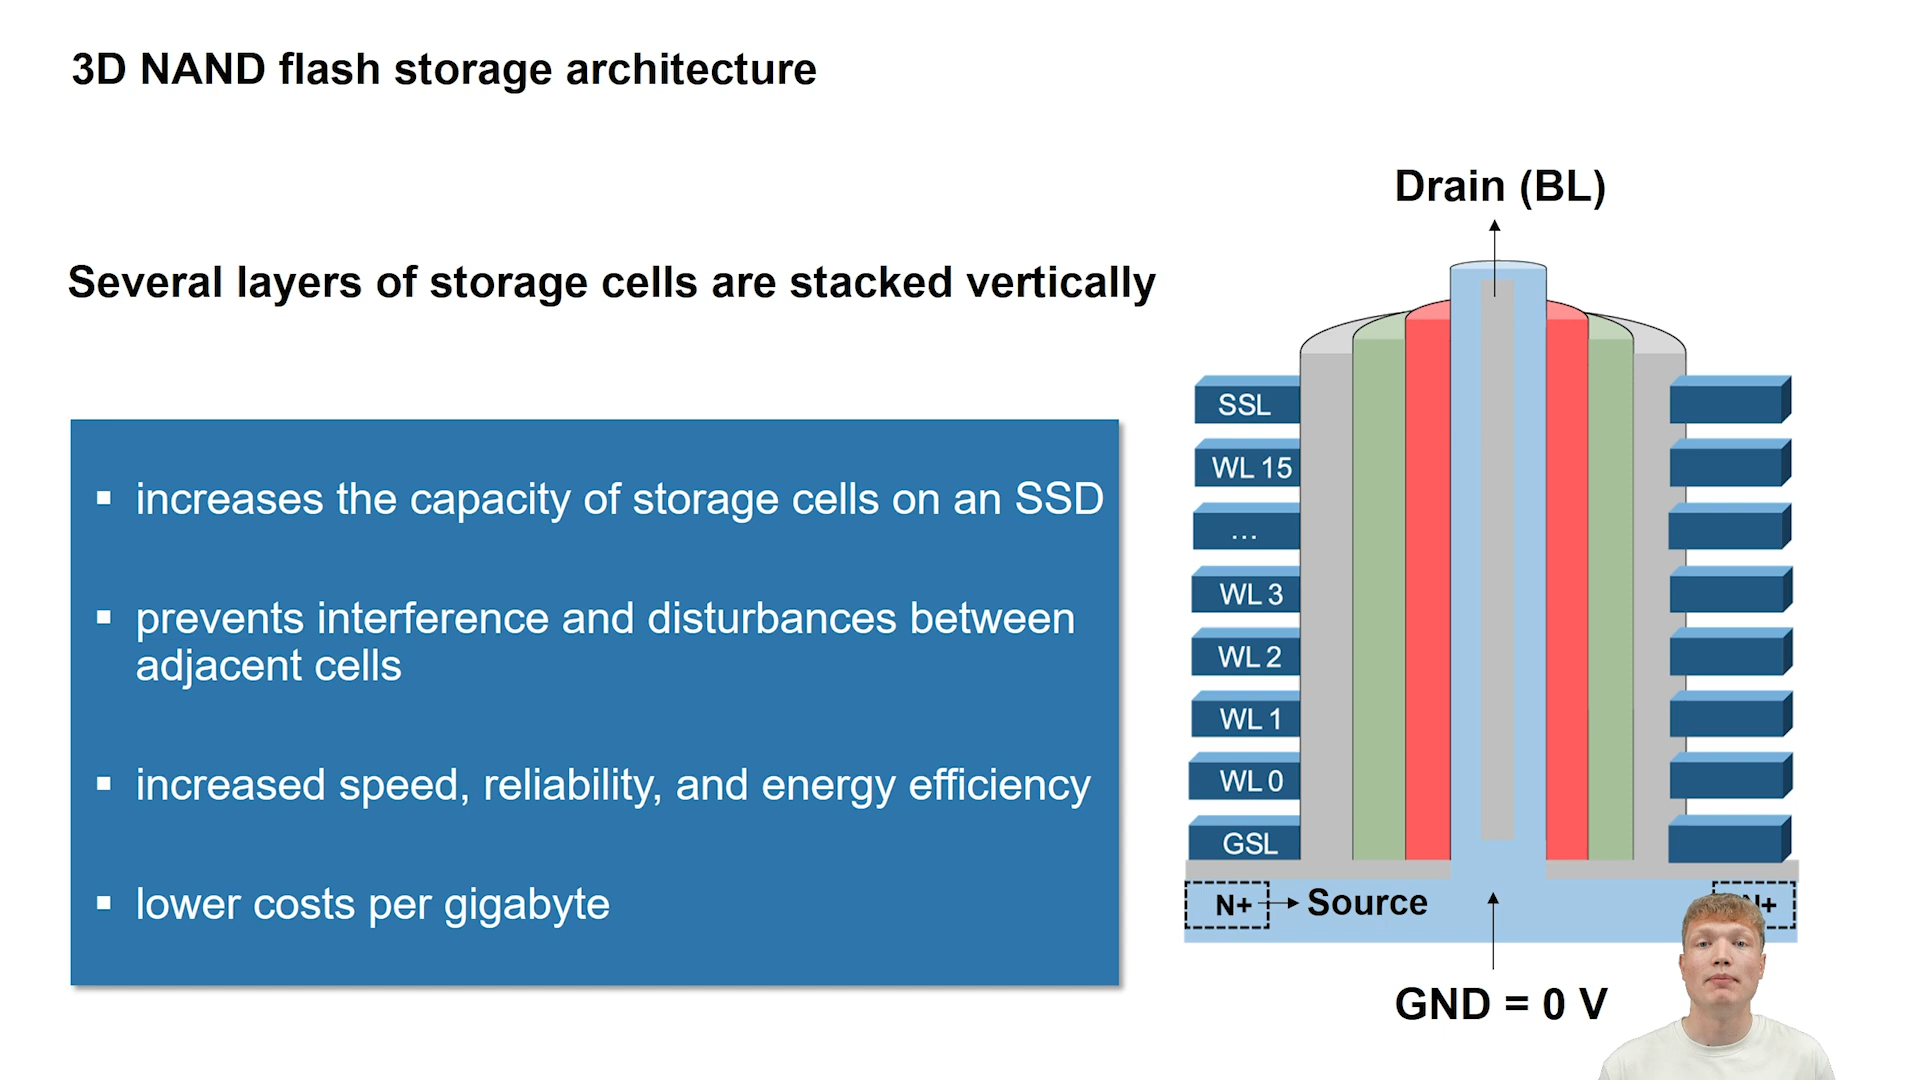 3D NAND flash storage architecture
Drain (BL)
Several layers of storage cells are stacked vertically
▪ increases the capacity of storage cells on an SSD
▪ prevents interference and disturbances between
adjacent cells
▪ increased speed, reliability, and energy efficiency
▪ lower costs per gigabyte
SSL
WL 15
...
WL 3
WL 2
WL 1
WL 0
GSL
N+
Source
GND = 0 V